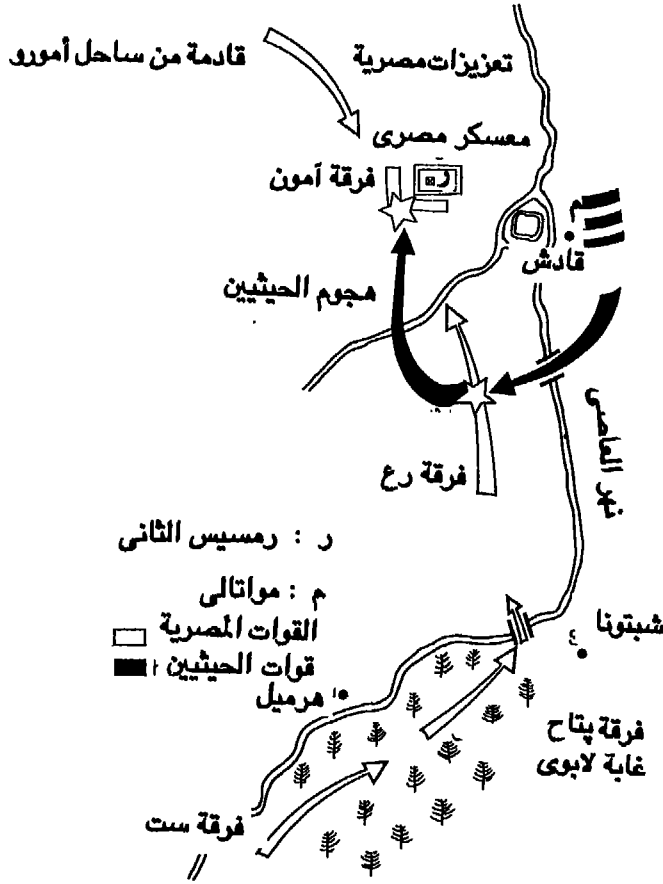 تعزيزات مصرية
قادمة من ساحل أمورو
معسكر مصرى
فرقة آمون
ر
م
قادش
هجوم الحيثيين
نهر العاصى
فرقة رع
ر : رمسيس الثانى
م : مواتالى
القوات المصرية
قوات الحيثيين
هرميل
شبتونا
فرقة پتاح
غابة لابوى
فرقة ست